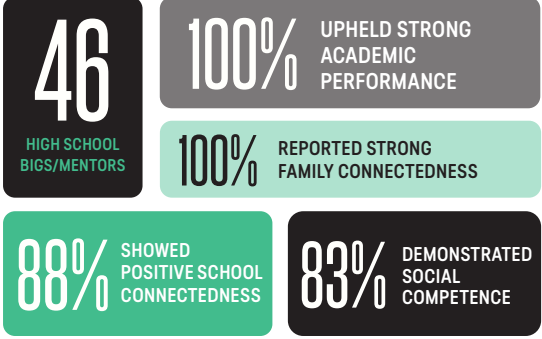 46
HIGH SCHOOL
BIGS/MENTORS
100%
UPHELD STRONG
ACADEMIC
PERFORMANCE
100%
REPORTED STRONG
FAMILY CONNECTEDNESS
88%
SHOWED
POSITIVE SCHOOL
CONNECTEDNESS
83%
DEMONSTRATED
SOCIAL
COMPETENCE